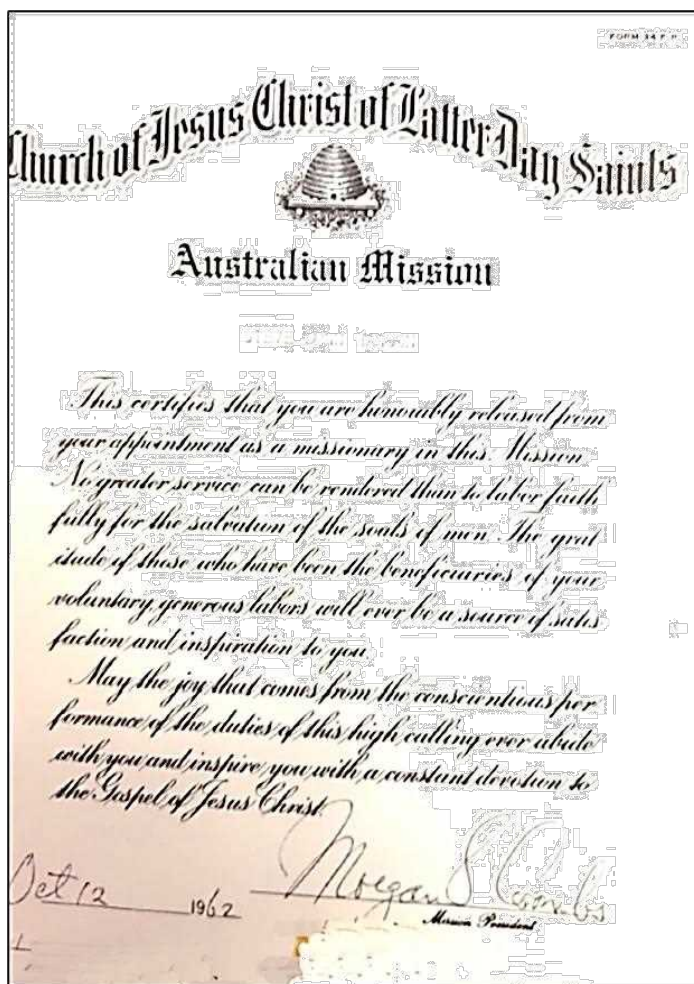 FORM 34 F P
Church of Jesus Christ of Latter Day Saints
Australian Mission
This certifies that you are honorably released from
your appointment as a missionary in this Mission
No greater service can be rendered than to labor faith
fully for the salvation of the souls of men The grat
itude of those who have been the beneficiaries of your
voluntary, generous labors will ever be a source of satis
faction and inspiration to you
May the joy that comes from the conscientious per
formance of the duties of this high calling ever abide
with you and inspire you with a constant devotion to
the Gospel of Jesus Christ.
Oct 12 1962 Morgan S Coombs
Mission President